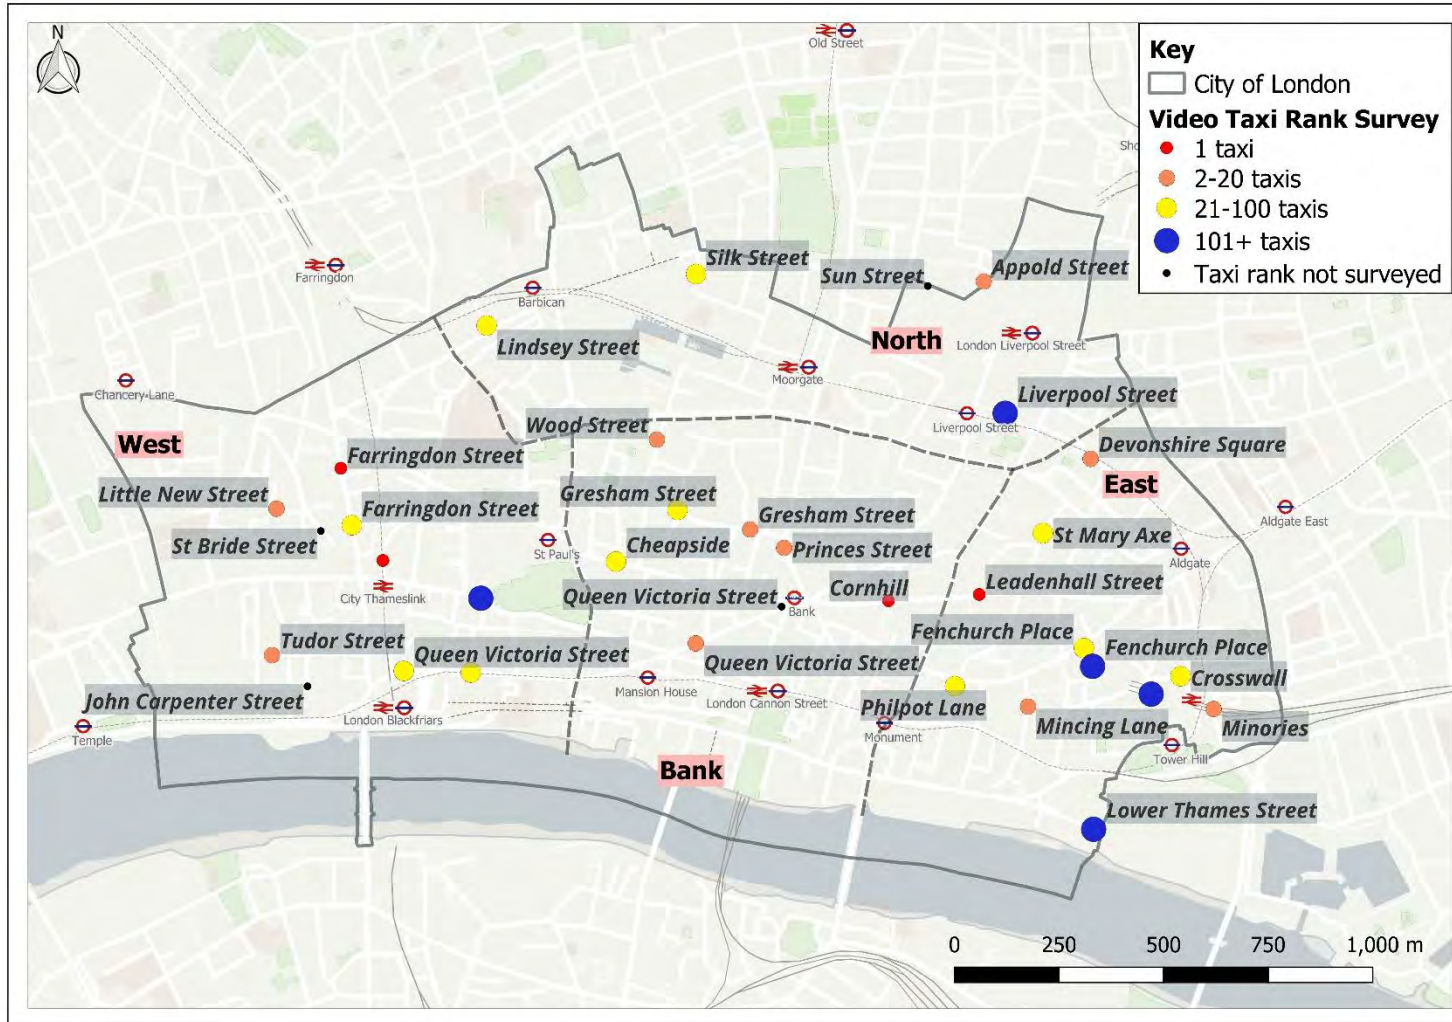 N
Old Street
Key
City of London
Video Taxi Rank Survey
1 taxi
2-20 taxis
21-100 taxis
101+ taxis
Taxi rank not surveyed
Sho
Silk Street
Sun Street
Appold Street
Farringdon
Barbican
North
London Liverpool Street
Lindsey Street
Moorgate
Chancery Lane
Liverpool Street
Liverpool Street
Wood Street
West
Devonshire Square
Farringdon Street
East
Little New Street
Gresham Street
Farringdon Street
Gresham Street
Aldgate East
St Bride Street
St Paul's
Cheapside
Princes Street
St Mary Axe
Aldgate
City Thameslink
Queen Victoria Street
Bank
Cornhill
Leadenhall Street
Tudor Street
Queen Victoria Street
Queen Victoria Street
Fenchurch Place
Fenchurch Place
Crosswall
John Carpenter Street
Mansion House
London Cannon Street
Philpot Lane
Mincing Lane
Minories
London Blackfriars
Monument
Temple
Tower Hill
Bank
Lower Thames Street
0 250 500 750 1,000 m